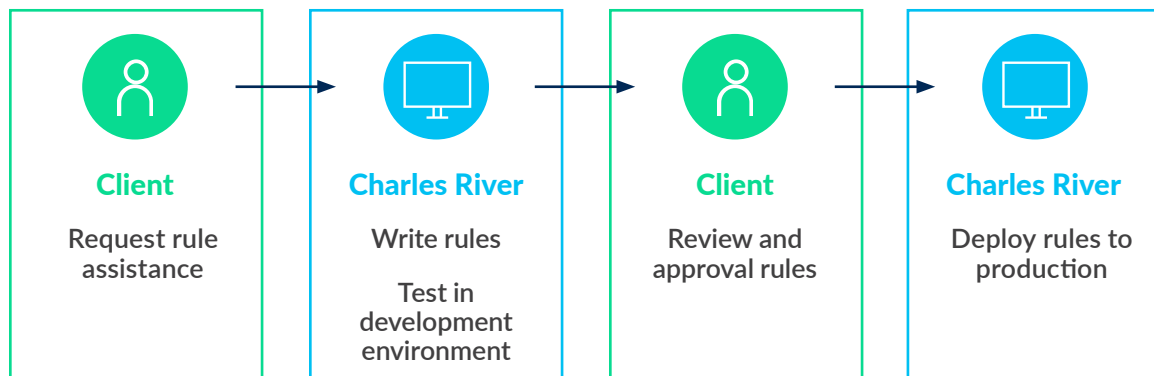 Client
Request rule
assistance
Charles River
Write rules
Test in
development
environment
Client
Review and
approval rules
Charles River
Deploy rules to
production